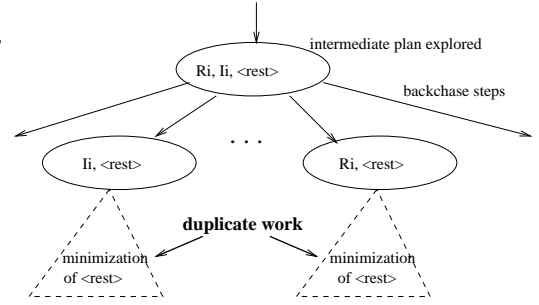 intermediate plan explored
Ri, Ii, <rest>
backchase steps
. . .
Ii, <rest>
Ri, <rest>
duplicate work
minimization
of <rest>
minimization
of <rest>